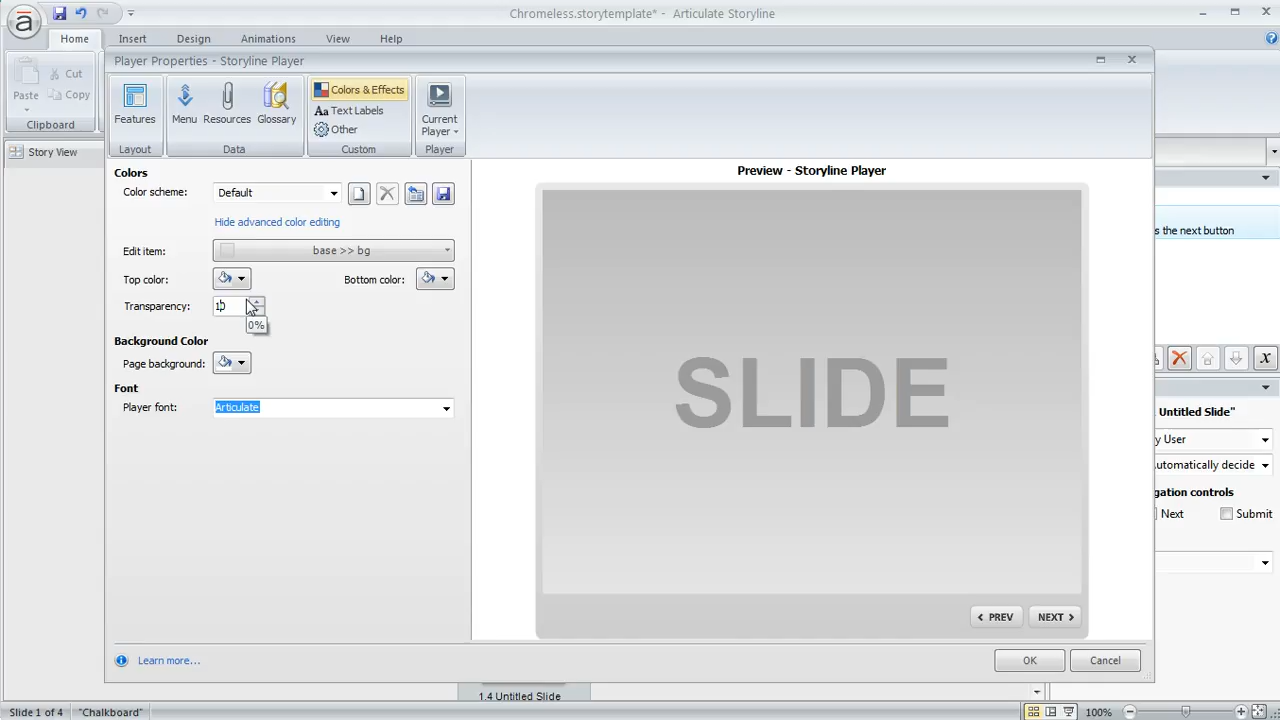 Chromeless.storytemplate* - Articulate Storyline
Home
Insert
Design
Animations
View
Help
Paste
Cut
Copy
Clipboard
Player Properties - Storyline Player
Features
Menu
Resources
Glossary
Colors & Effects
Text Labels
Other
Current
Player
Layout
Data
Custom
Player
Story View
Colors
Color scheme:
Default
Hide advanced color editing
Edit item:
base >> bg
Top color:
Bottom color:
Transparency:
10
0%
Background Color
Page background:
Font
Player font:
Articulate
Preview - Storyline Player
SLIDE
PREV
NEXT
Learn more...
OK
Cancel
s the next button
Untitled Slide"
y User
utomatically decide
gation controls
Next
Submit
1.4 Untitled Slide
Slide 1 of 4
"Chalkboard"
100%